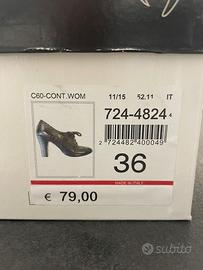 C60-CONT.WOM 11/15 52.11 IT
724-4824 4
2 724482 400049
36
MADE IN ITALY
€ 79,00
subito